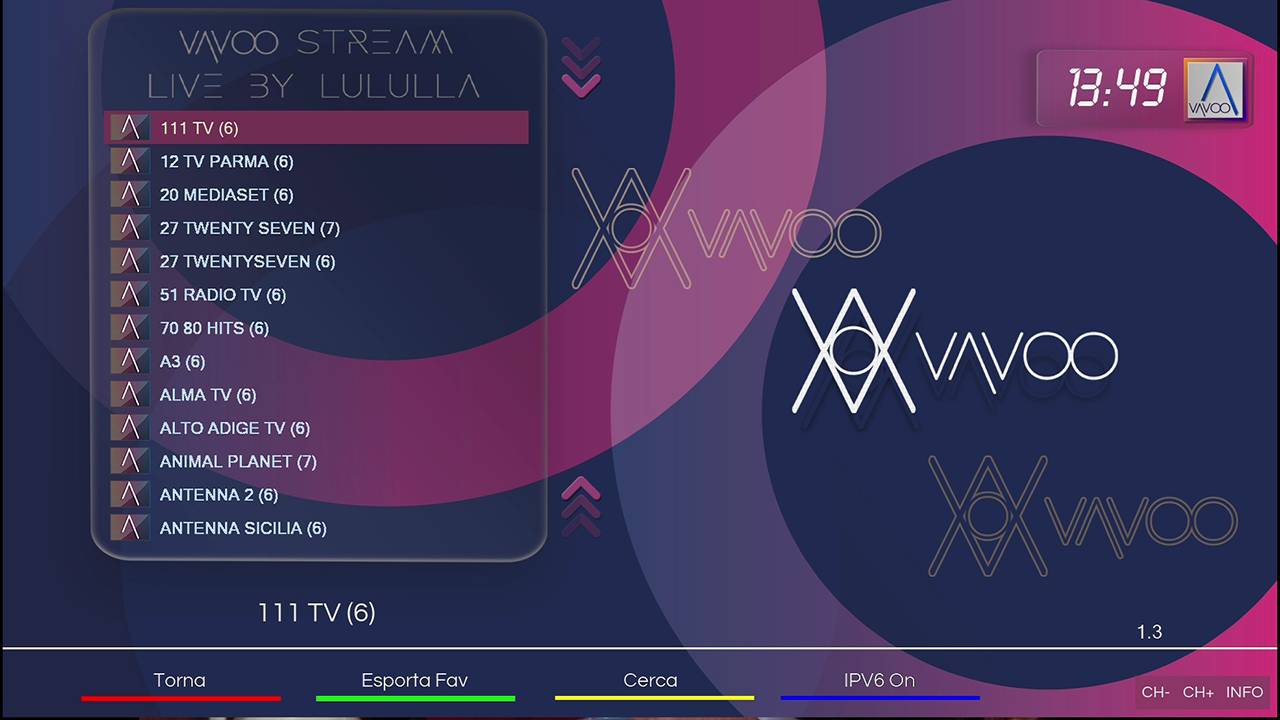 VAVOO STREAM
LIVE BY LULULLA
13:49
VAVOO
111 TV (6)
12 TV PARMA (6)
20 MEDIASET (6)
27 TWENTY SEVEN (7)
27 TWENTYSEVEN (6)
51 RADIO TV (6)
70 80 HITS (6)
A3 (6)
ALMA TV (6)
ALTO ADIGE TV (6)
ANIMAL PLANET (7)
ANTENNA 2 (6)
ANTENNA SICILIA (6)
VAVOO
VAVOO
VAVOO
111 TV (6)
1.3
Torna
Esporta Fav
Cerca
IPV6 On
CH- CH+ INFO